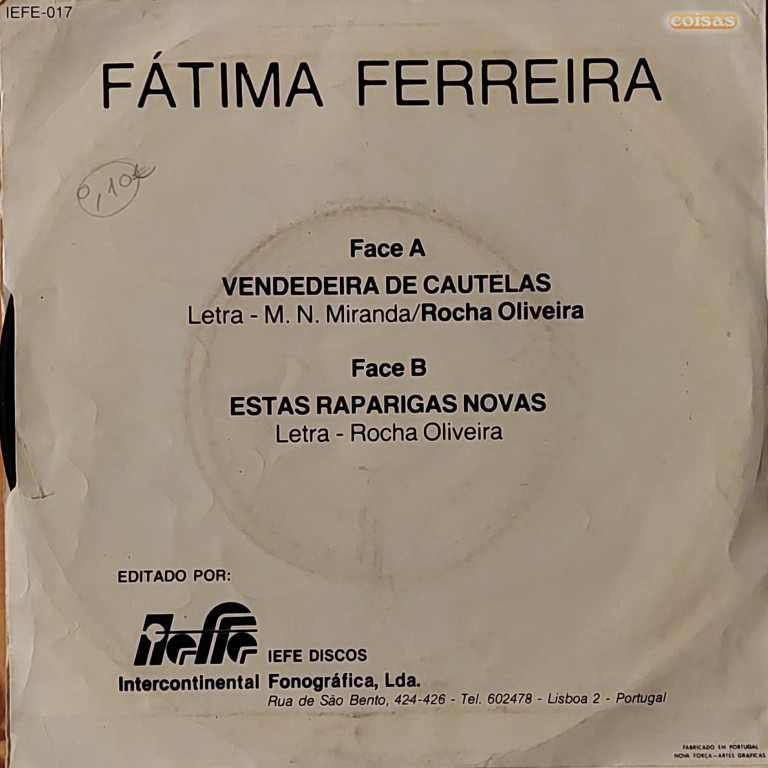 IEFE-017
coisas
FÁTIMA FERREIRA
0,10€
Face A
VENDEDEIRA DE CAUTELAS
Letra - M. N. Miranda/Rocha Oliveira
Face B
ESTAS RAPARIGAS NOVAS
Letra - Rocha Oliveira
EDITADO POR:
Ieffe
IEFE DISCOS
Intercontinental Fonográfica, Lda.
Rua de São Bento, 424-426 - Tel. 602478 - Lisboa 2 - Portugal
FABRICADO EM PORTUGAL
NOVA FORÇA - ARTES GRAFICAS